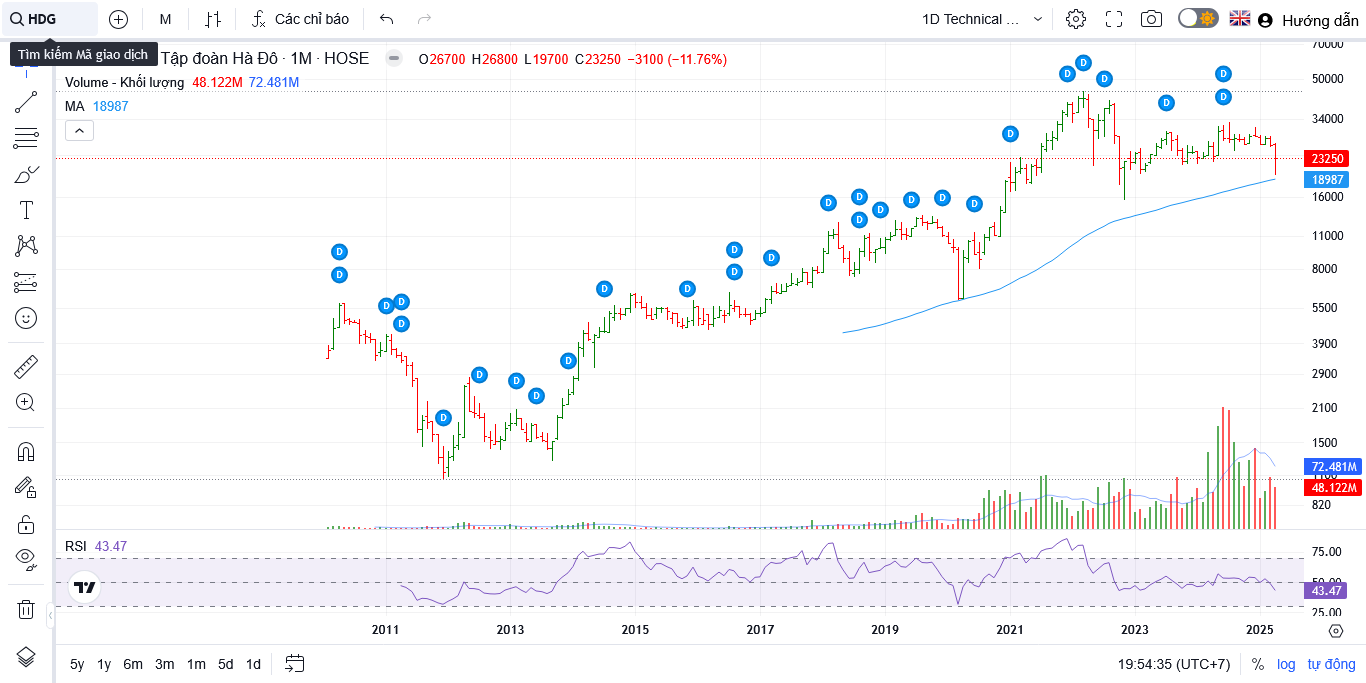 HDG M Các chỉ báo 1D Technical ... Hướng dẫn
Tìm kiếm Mã giao dịch
Tập đoàn Hà Đô · 1M · HOSE O26700 H26800 L19700 C23250 −3100 (−11.76%)
Volume - Khối lượng 48.122M 72.481M
MA 18987
70000
50000
34000
23250
18987
16000
11000
8000
5500
3900
2900
2100
1500
72.481M
48.122M
820
D D D D D D D D D D D D D D D D D D D D D D D D D D D D D D
RSI 43.47
75.00
50.00
43.47
25.00
2011 2013 2015 2017 2019 2021 2023 2025
5y 1y 6m 3m 1m 5d 1d 19:54:35 (UTC+7) % log tự động